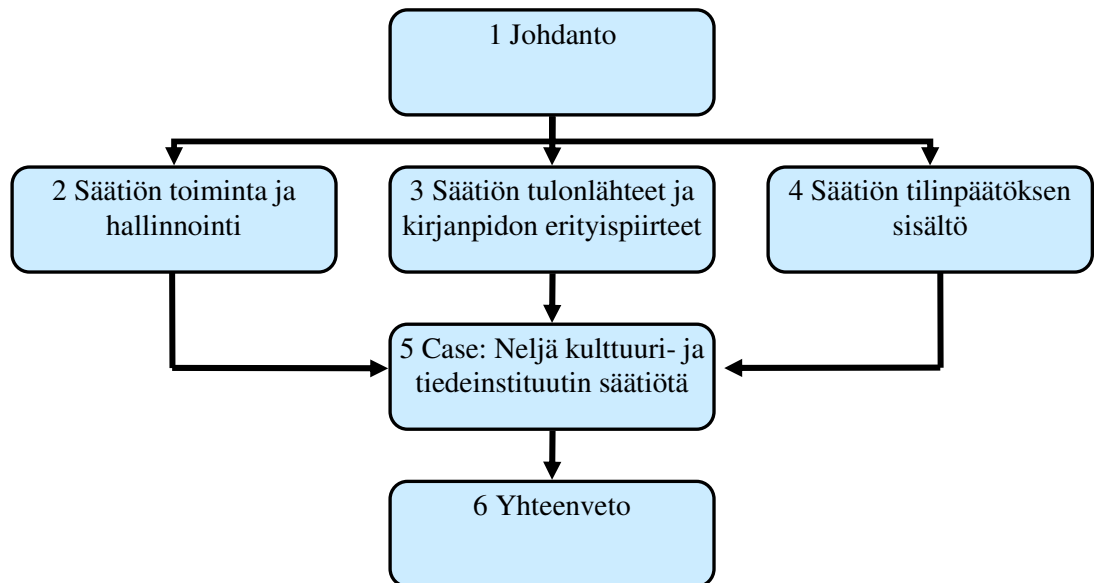 1 Johdanto
2 Säätiön toiminta ja
hallinnointi
3 Säätiön tulonlähteet ja
kirjanpidon erityispiirteet
4 Säätiön tilinpäätöksen
sisältö
5 Case: Neljä kulttuuri- ja
tiedeinstituutin säätiötä
6 Yhteenveto